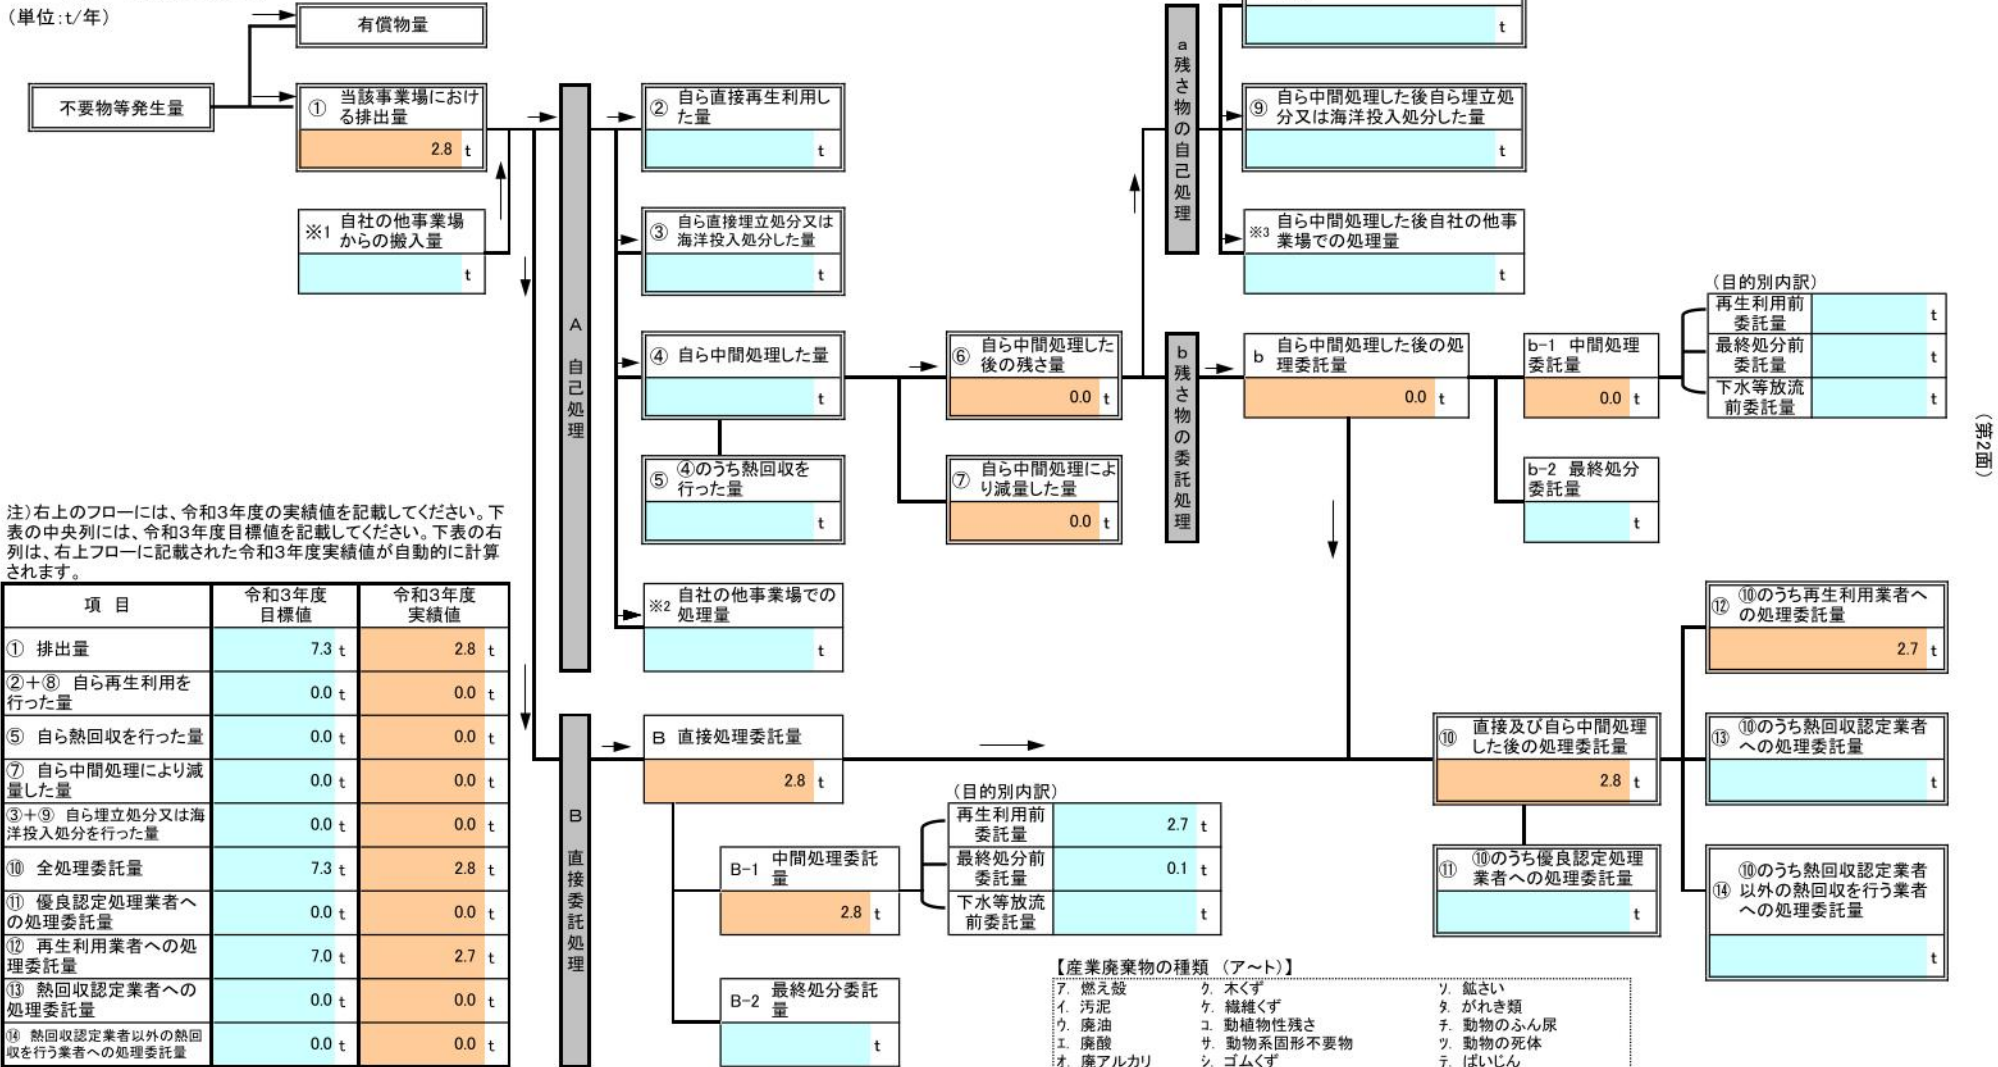 (単位:t/年)
有償物量
不要物等発生量
① 当該事業場におけ
る排出量
2.8 t
※1 自社の他事業場
からの搬入量
t
A 自己処理
② 自ら直接再生利用し
た量
t
③ 自ら直接埋立処分又は
海洋投入処分した量
t
④ 自ら中間処理した量
t
⑤ ④のうち熱回収を
行った量
t
※2 自社の他事業場での
処理量
t
⑥ 自ら中間処理した
後の残さ量
0.0 t
⑦ 自ら中間処理によ
り減量した量
0.0 t
a 残さ物の自己処理
t
⑨ 自ら中間処理した後自ら埋立処
分又は海洋投入処分した量
t
※3 自ら中間処理した後自社の他事
業場での処理量
t
b 残さ物の委託処理
b 自ら中間処理した後の処
理委託量
0.0 t
b-1 中間処理
委託量
0.0 t
b-2 最終処分
委託量
t
(目的別内訳)
再生利用前
委託量
t
最終処分前
委託量
t
下水等放流
前委託量
t
(第2面)
注)右上のフローには、令和3年度の実績値を記載してください。下
表の中央列には、令和3年度目標値を記載してください。下表の右
列は、右上フローに記載された令和3年度実績値が自動的に計算
されます。
項 目 令和3年度 目標値 令和3年度 実績値
① 排出量 7.3 t 2.8 t
②+⑧ 自ら再生利用を
行った量 0.0 t 0.0 t
⑤ 自ら熱回収を行った量 0.0 t 0.0 t
⑦ 自ら中間処理により減
量した量 0.0 t 0.0 t
③+⑨ 自ら埋立処分又は海
洋投入処分を行った量 0.0 t 0.0 t
⑩ 全処理委託量 7.3 t 2.8 t
⑪ 優良認定処理業者へ
の処理委託量 0.0 t 0.0 t
⑫ 再生利用業者への処
理委託量 7.0 t 2.7 t
⑬ 熱回収認定業者への
処理委託量 0.0 t 0.0 t
⑭ 熱回収認定業者以外の熱回
収を行う業者への処理委託量 0.0 t 0.0 t
B 直接委託処理
B 直接処理委託量
2.8 t
B-1 中間処理委託
量
2.8 t
B-2 最終処分委託
量
t
(目的別内訳)
再生利用前
委託量
2.7 t
最終処分前
委託量
0.1 t
下水等放流
前委託量
t
⑩ 直接及び自ら中間処理
した後の処理委託量
2.8 t
⑪ ⑩のうち優良認定処理
業者への処理委託量
t
⑫ ⑩のうち再生利用業者へ
の処理委託量
2.7 t
⑬ ⑩のうち熱回収認定業者
への処理委託量
t
⑭ ⑩のうち熱回収認定業者
以外の熱回収を行う業者
への処理委託量
t
【産業廃棄物の種類 (ア~ト)】
ア. 燃え殻 ク. 木くず ソ. 鉱さい
イ. 汚泥 ケ. 繊維くず タ. がれき類
ウ. 廃油 コ. 動植物性残さ チ. 動物のふん尿
エ. 廃酸 サ. 動物系固形不要物 ツ. 動物の死体
オ. 廃アルカリ シ. ゴムくず テ. ばいじん